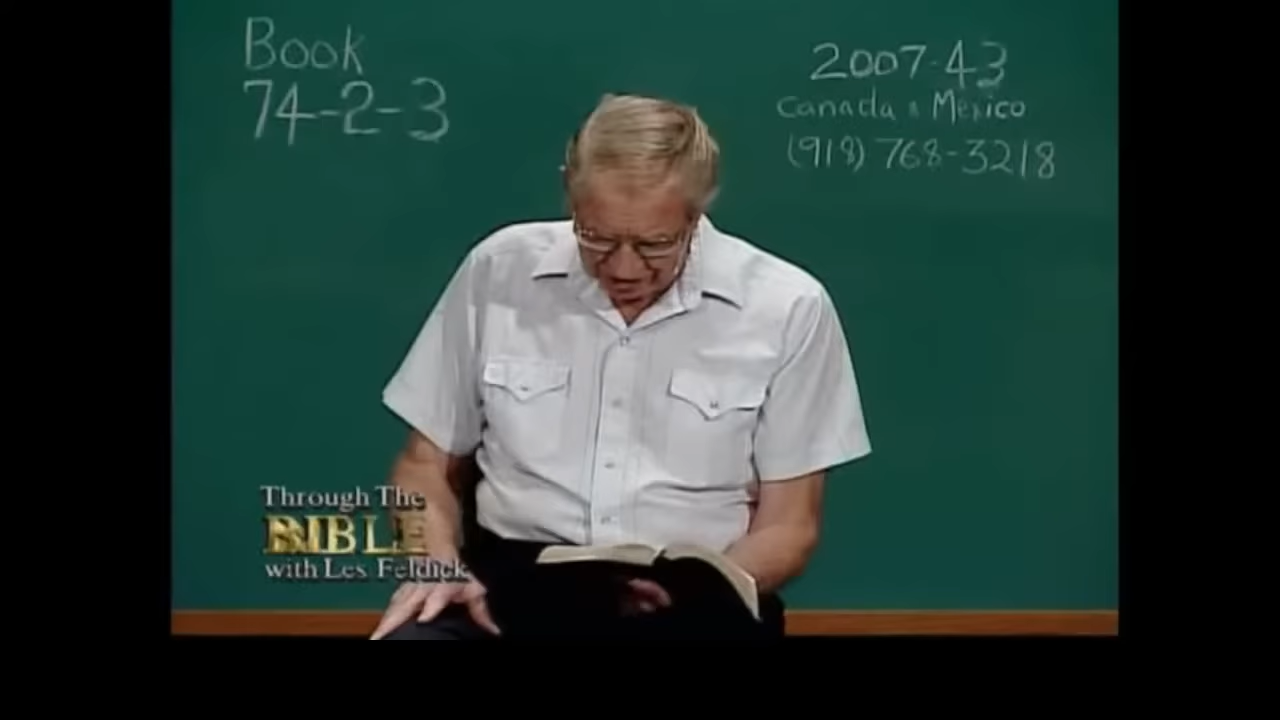 Book
74-2-3
2007-43
Canada & Mexico
(918) 768-3218
Through The
BIBLE
with Les Feldick